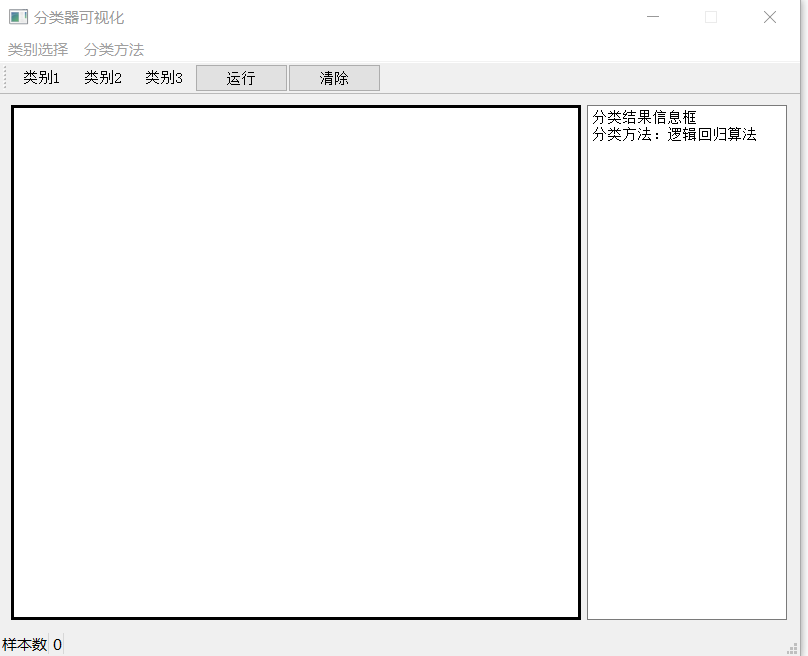 分类器可视化
类别选择 分类方法
类别1 类别2 类别3 运行 清除
分类结果信息框
分类方法：逻辑回归算法
样本数 0